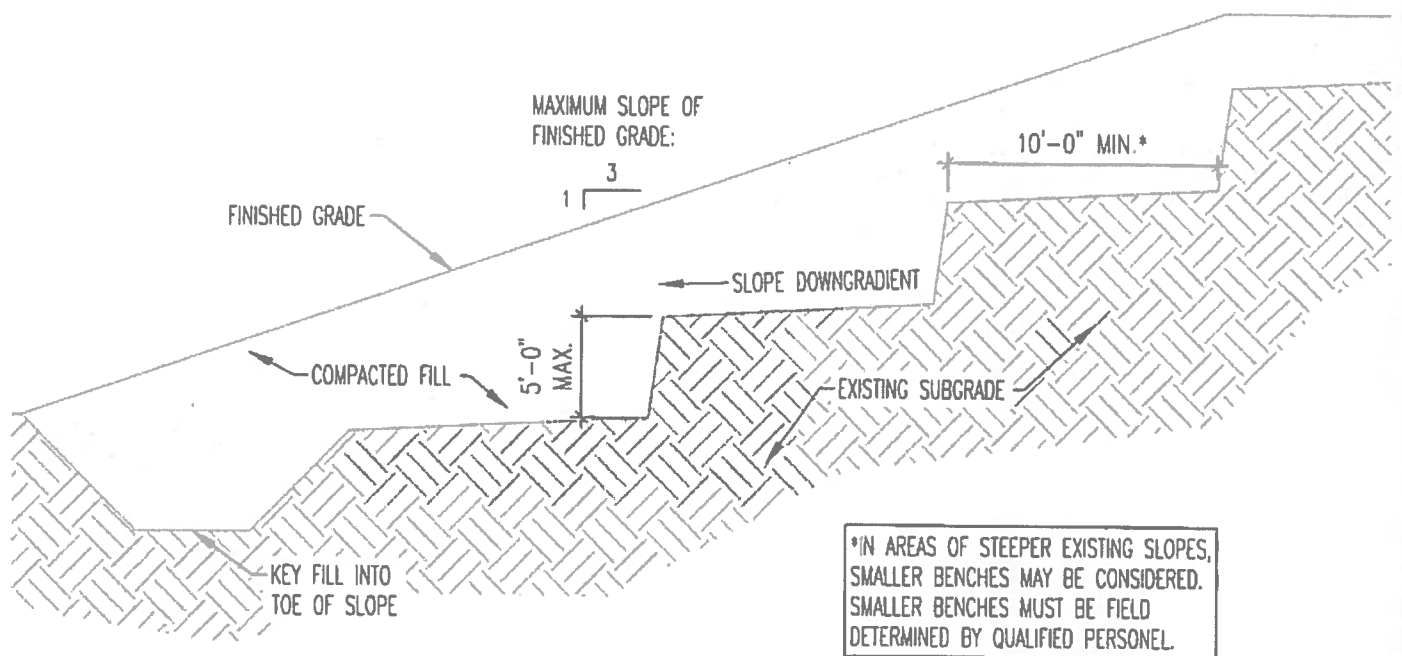 MAXIMUM SLOPE OF
FINISHED GRADE:
3
1
10'-0" MIN.*
FINISHED GRADE
SLOPE DOWNGRADIENT
5'-0"
MAX.
COMPACTED FILL
EXISTING SUBGRADE
KEY FILL INTO
TOE OF SLOPE
*IN AREAS OF STEEPER EXISTING SLOPES,
SMALLER BENCHES MAY BE CONSIDERED.
SMALLER BENCHES MUST BE FIELD
DETERMINED BY QUALIFIED PERSONEL.